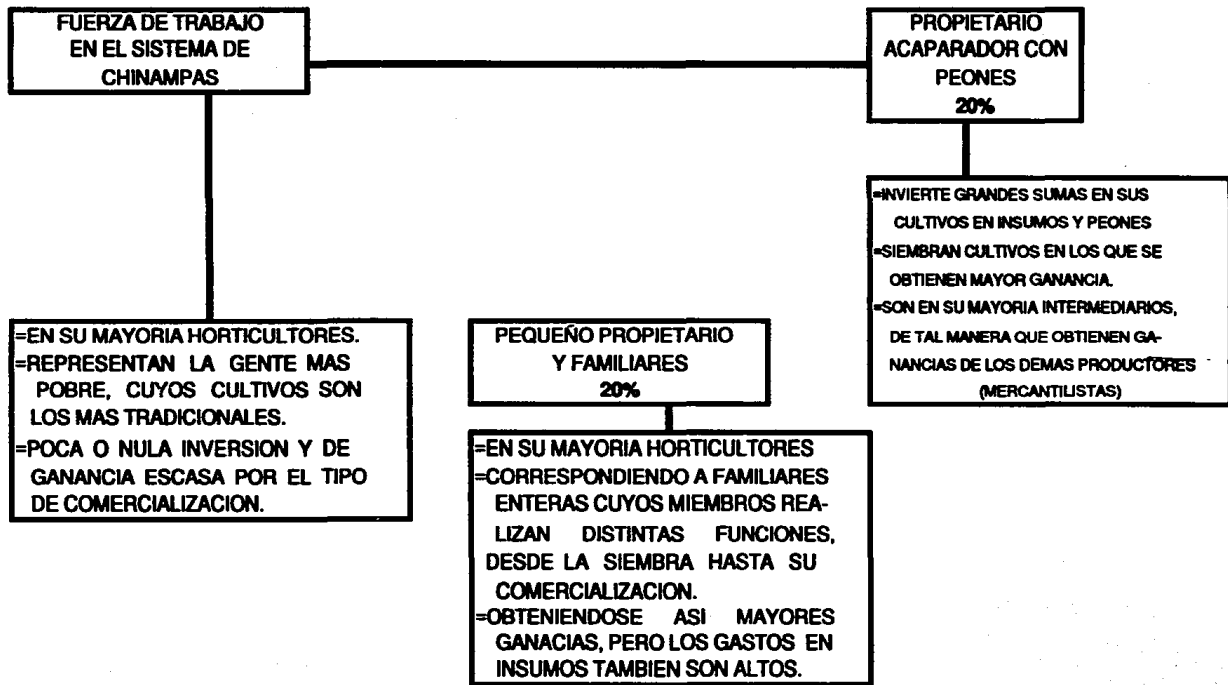 FUERZA DE TRABAJO
EN EL SISTEMA DE
CHINAMPAS
PROPIETARIO
ACAPARADOR CON
PEONES
20%
=INVIERTE GRANDES SUMAS EN SUS
CULTIVOS EN INSUMOS Y PEONES
=SIEMBRAN CULTIVOS EN LOS QUE SE
OBTIENEN MAYOR GANANCIA.
=SON EN SU MAYORIA INTERMEDIARIOS,
DE TAL MANERA QUE OBTIENEN GA-
NANCIAS DE LOS DEMAS PRODUCTORES
(MERCANTILISTAS)
=EN SU MAYORIA HORTICULTORES.
=REPRESENTAN LA GENTE MAS
POBRE, CUYOS CULTIVOS SON
LOS MAS TRADICIONALES.
=POCA O NULA INVERSION Y DE
GANANCIA ESCASA POR EL TIPO
DE COMERCIALIZACION.
PEQUEÑO PROPIETARIO
Y FAMILIARES
20%
=EN SU MAYORIA HORTICULTORES
=CORRESPONDIENDO A FAMILIARES
ENTERAS CUYOS MIEMBROS REA-
LIZAN DISTINTAS FUNCIONES,
DESDE LA SIEMBRA HASTA SU
COMERCIALIZACION.
=OBTENIENDOSE ASI MAYORES
GANACIAS, PERO LOS GASTOS EN
INSUMOS TAMBIEN SON ALTOS.